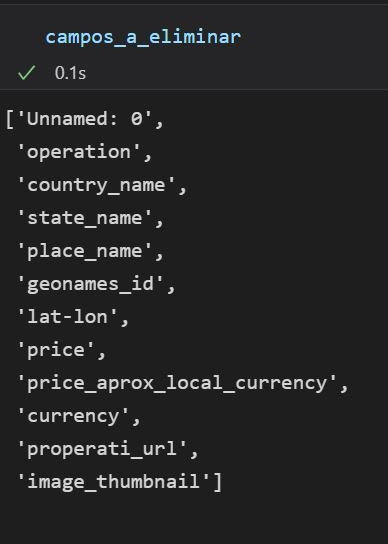 campos_a_eliminar
0.1s
['Unnamed: 0',
'operation',
'country_name',
'state_name',
'place_name',
'geonames_id',
'lat-lon',
'price',
'price_aprox_local_currency',
'currency',
'properati_url',
'image_thumbnail']